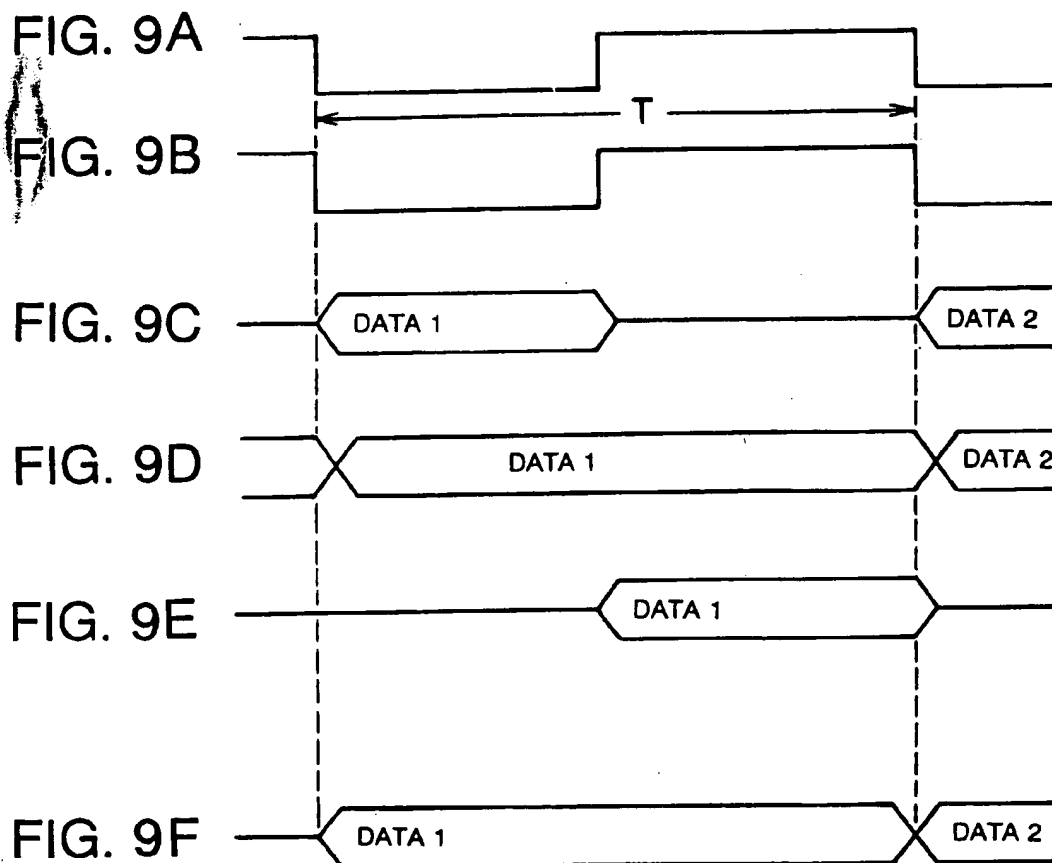 FIG. 9A
T
FIG. 9B
FIG. 9C DATA 1 DATA 2
FIG. 9D DATA 1 DATA 2
FIG. 9E DATA 1
FIG. 9F DATA 1 DATA 2